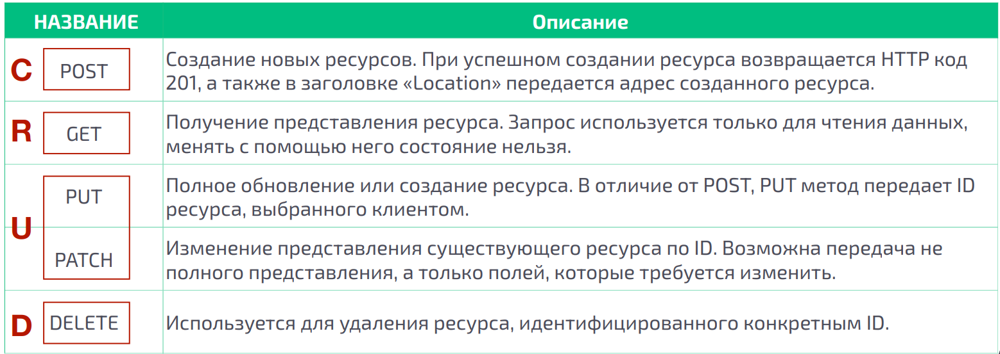 НАЗВАНИЕ Описание
C POST Создание новых ресурсов. При успешном создании ресурса возвращается HTTP код
201, а также в заголовке «Location» передается адрес созданного ресурса.
R GET Получение представления ресурса. Запрос используется только для чтения данных,
менять с помощью него состояние нельзя.
U PUT Полное обновление или создание ресурса. В отличие от POST, PUT метод передает ID
ресурса, выбранного клиентом.
PATCH Изменение представления существующего ресурса по ID. Возможна передача не
полного представления, а только полей, которые требуется изменить.
D DELETE Используется для удаления ресурса, идентифицированного конкретным ID.